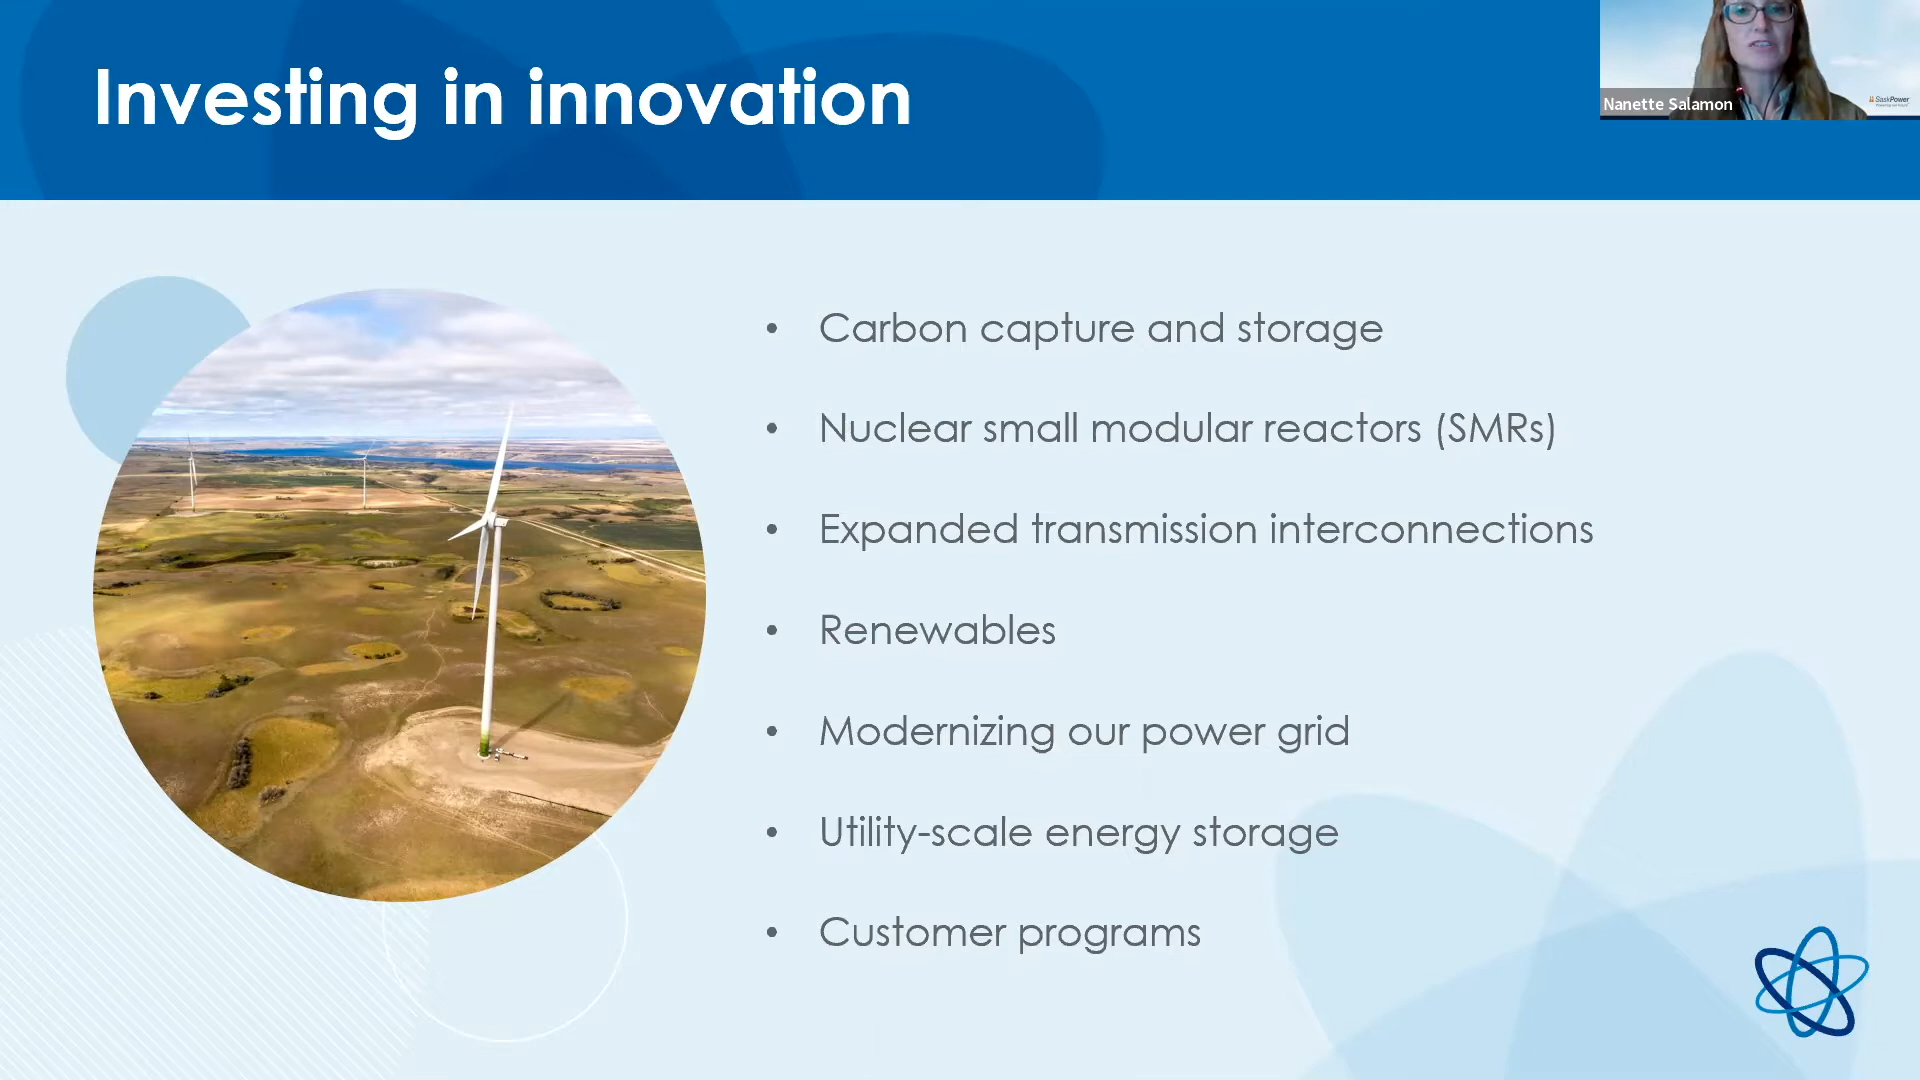 Investing in innovation
Nanette Salamon
SaskPower
• Carbon capture and storage
• Nuclear small modular reactors (SMRs)
• Expanded transmission interconnections
• Renewables
• Modernizing our power grid
• Utility-scale energy storage
• Customer programs